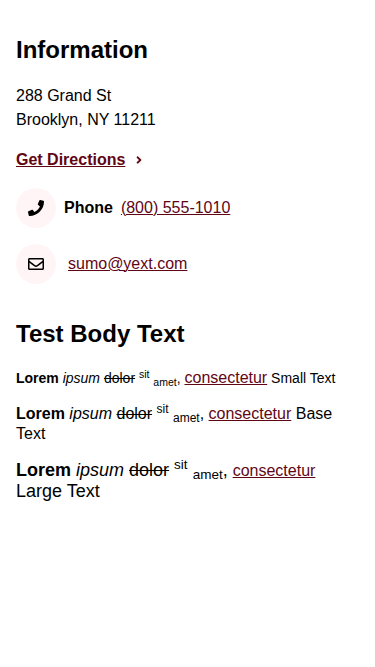 Information
288 Grand St
Brooklyn, NY 11211
Get Directions
Phone (800) 555-1010
sumo@yext.com
Test Body Text
Lorem ipsum dolor sit amet, consectetur Small Text
Lorem ipsum dolor sit amet, consectetur Base
Text
Lorem ipsum dolor sit amet, consectetur
Large Text